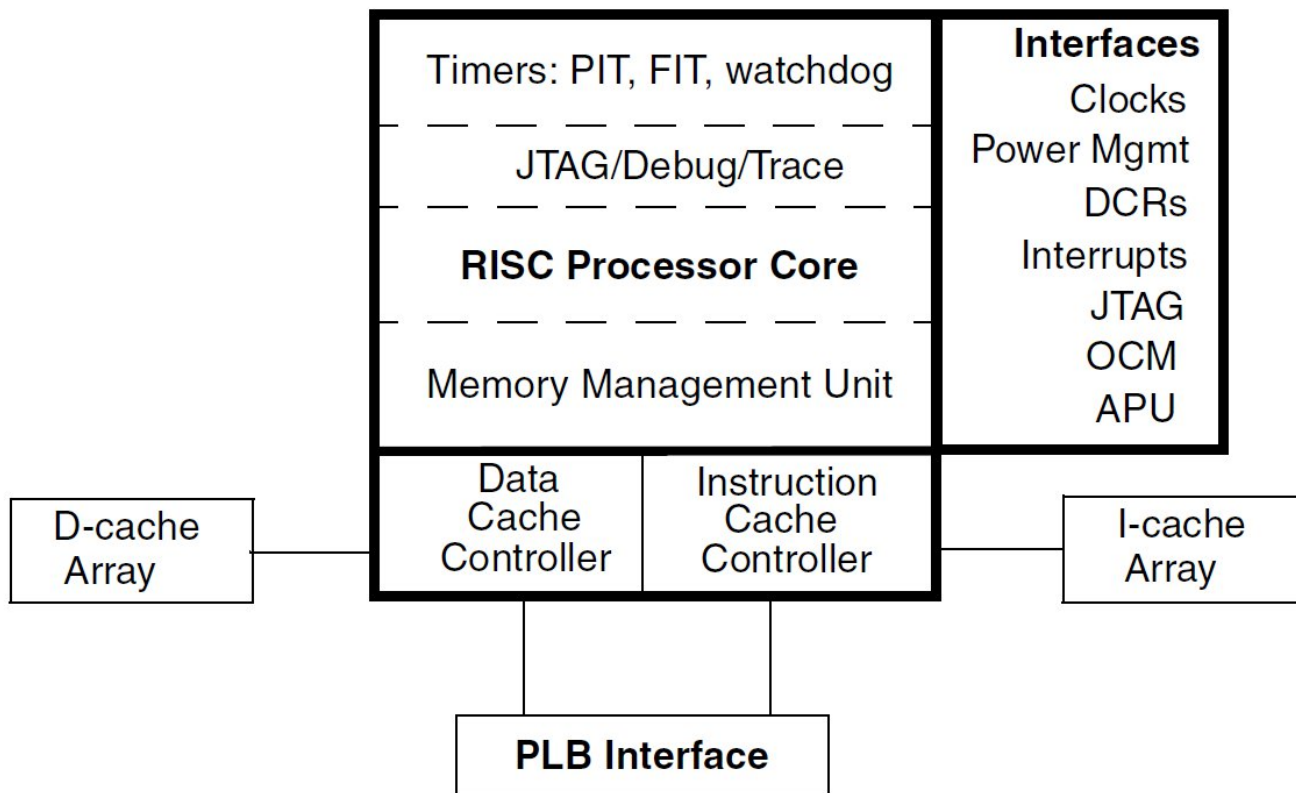 Timers: PIT, FIT, watchdog
JTAG/Debug/Trace
RISC Processor Core
Memory Management Unit
Interfaces
Clocks
Power Mgmt
DCRs
Interrupts
JTAG
OCM
APU
D-cache
Array
Data
Cache
Controller
Instruction
Cache
Controller
I-cache
Array
PLB Interface